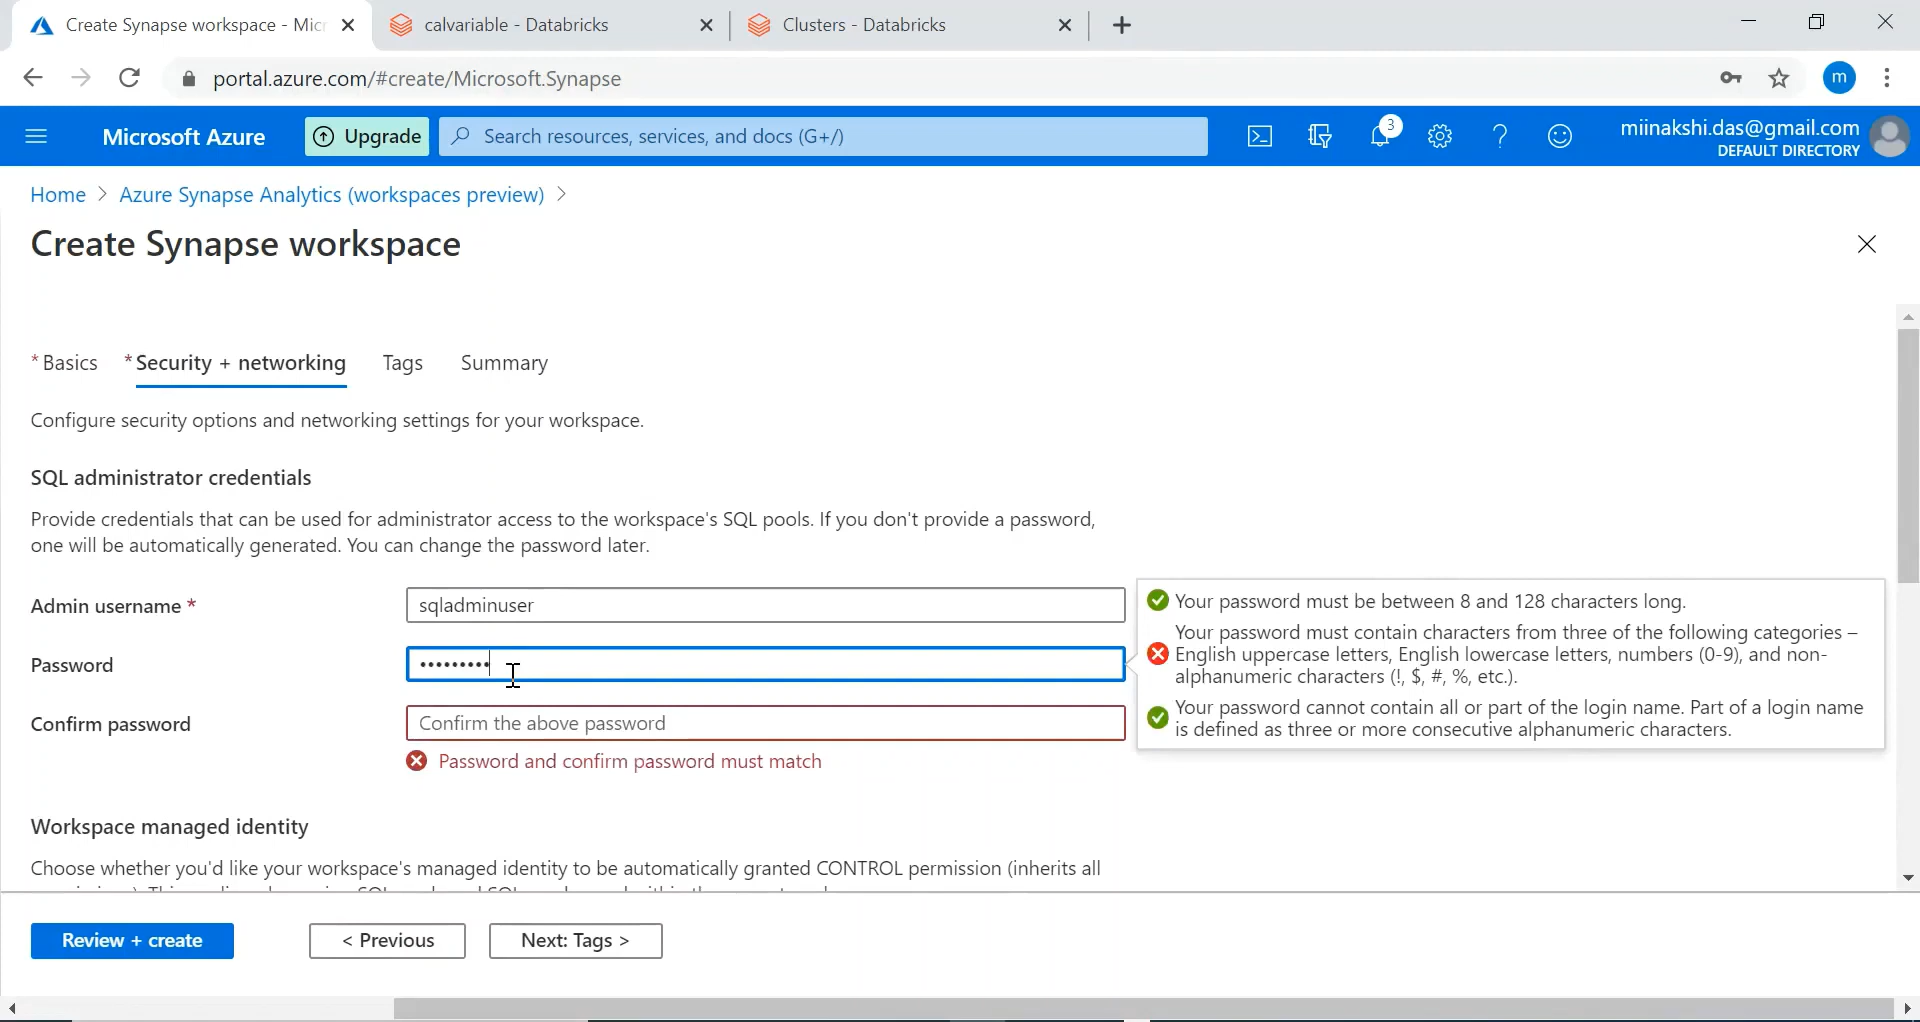 Create Synapse workspace - Micr
calvariable - Databricks
Clusters - Databricks
portal.azure.com/#create/Microsoft.Synapse
m
Microsoft Azure
Upgrade
Search resources, services, and docs (G+/)
3
miinakshi.das@gmail.com
DEFAULT DIRECTORY
Home > Azure Synapse Analytics (workspaces preview) >
Create Synapse workspace
* Basics * Security + networking Tags Summary
Configure security options and networking settings for your workspace.
SQL administrator credentials
Provide credentials that can be used for administrator access to the workspace's SQL pools. If you don't provide a password,
one will be automatically generated. You can change the password later.
Admin username *
sqladminuser
Password
•••••••••
Confirm password
Confirm the above password
Password and confirm password must match
Your password must be between 8 and 128 characters long.
Your password must contain characters from three of the following categories –
English uppercase letters, English lowercase letters, numbers (0-9), and non-
alphanumeric characters (!, $, #, %, etc.).
Your password cannot contain all or part of the login name. Part of a login name
is defined as three or more consecutive alphanumeric characters.
Workspace managed identity
Choose whether you'd like your workspace's managed identity to be automatically granted CONTROL permission (inherits all
Review + create
< Previous
Next: Tags >